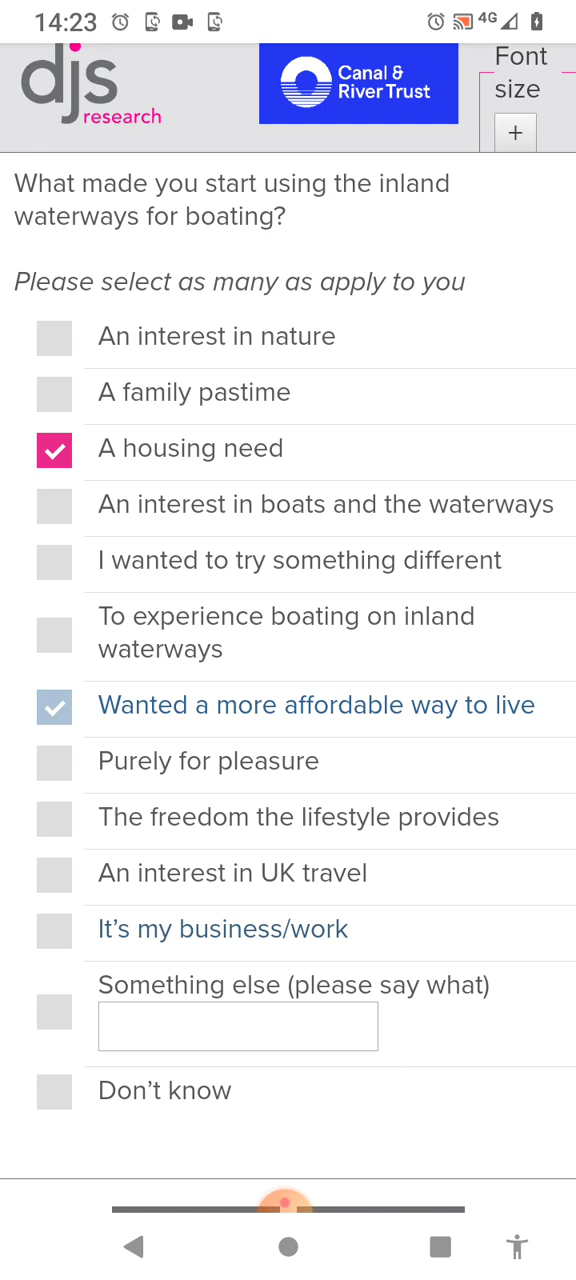 14:23
4G
djs
research
Canal &
River Trust
Font
size
+
What made you start using the inland
waterways for boating?
Please select as many as apply to you
An interest in nature
A family pastime
A housing need
An interest in boats and the waterways
I wanted to try something different
To experience boating on inland
waterways
Wanted a more affordable way to live
Purely for pleasure
The freedom the lifestyle provides
An interest in UK travel
It’s my business/work
Something else (please say what)
Don’t know